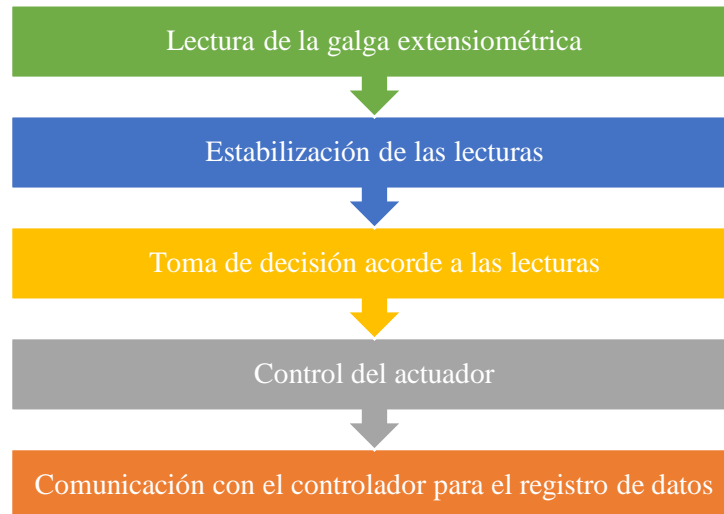 Lectura de la galga extensiométrica
Estabilización de las lecturas
Toma de decisión acorde a las lecturas
Control del actuador
Comunicación con el controlador para el registro de datos